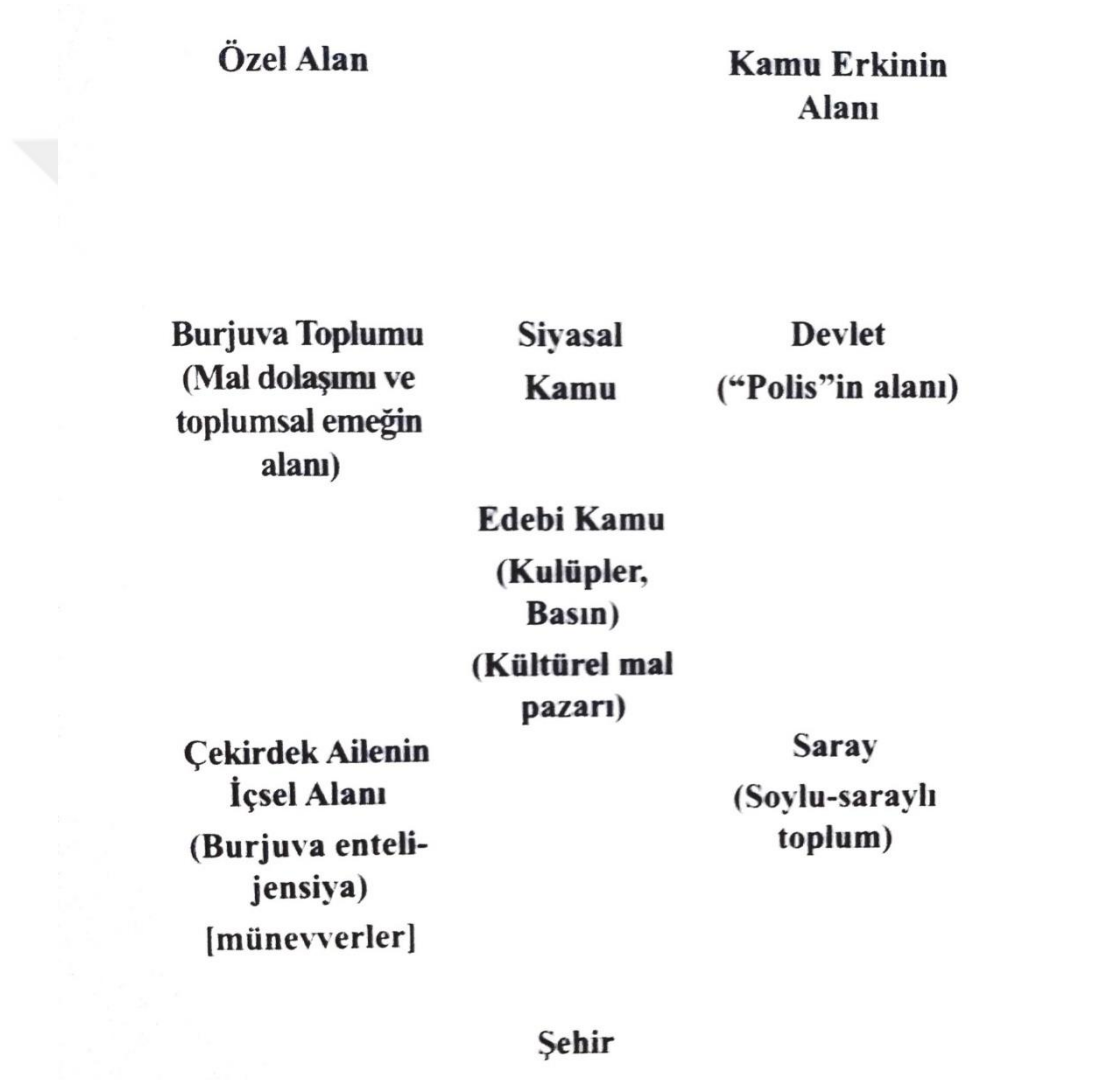 Özel Alan
Kamu Erkinin
Alanı
Burjuva Toplumu
(Mal dolaşımı ve
toplumsal emeğin
alanı)
Siyasal
Kamu
Devlet
(“Polis”in alanı)
Edebi Kamu
(Kulüpler,
Basın)
(Kültürel mal
pazarı)
Çekirdek Ailenin
İçsel Alanı
(Burjuva enteli-
jensiya)
[münevverler]
Saray
(Soylu-saraylı
toplum)
Şehir